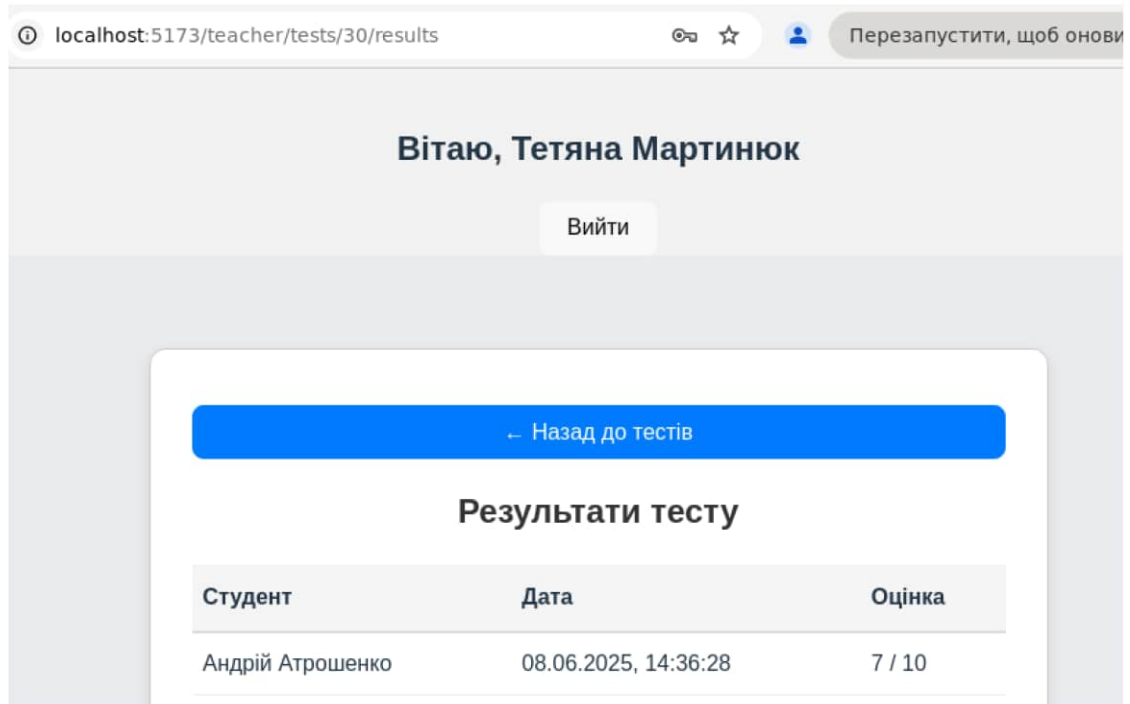 localhost:5173/teacher/tests/30/results
Перезапустити, щоб онови
Вітаю, Тетяна Мартинюк
Вийти
← Назад до тестів
Результати тесту
Студент Дата Оцінка
Андрій Атрошенко 08.06.2025, 14:36:28 7 / 10